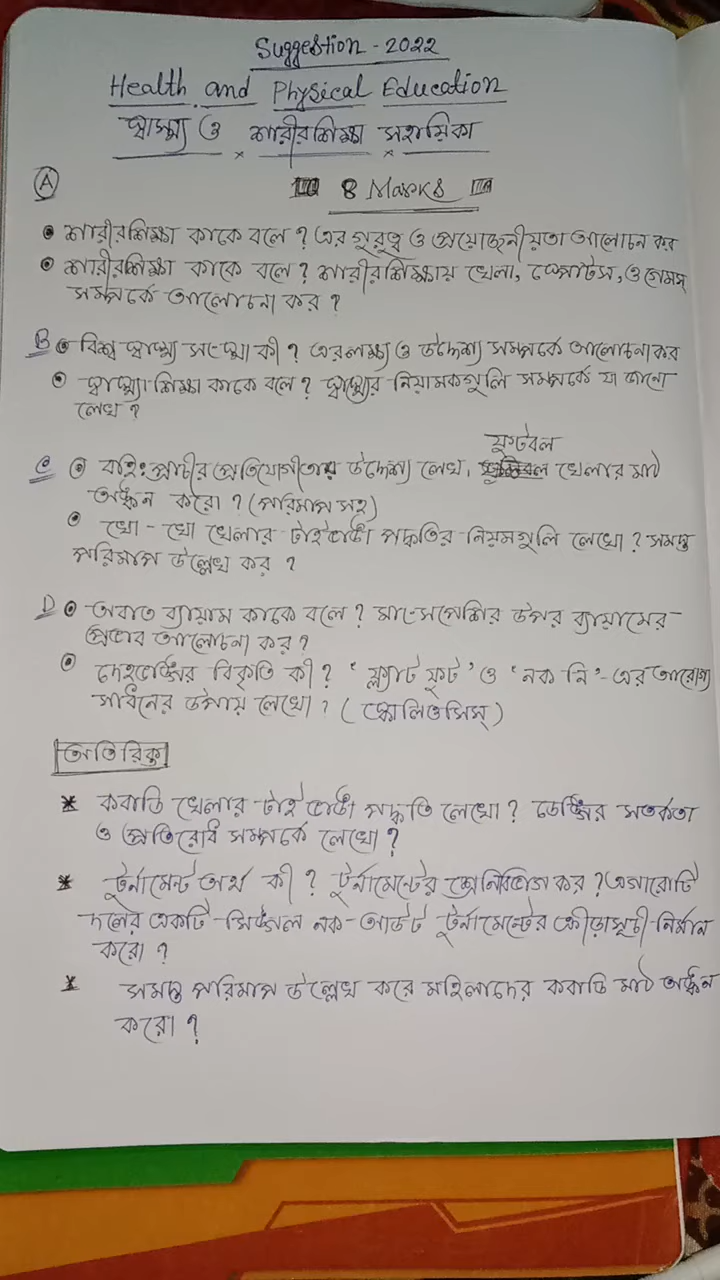 Suggestion - 2022
Health and Physical Education
স্বাস্থ্য ও শারীরশিক্ষা সহায়িকা
A
8 Marks
শারীরশিক্ষা কাকে বলে ? এর গুরুত্ব ও প্রয়োজনীয়তা আলোচনা কর
শারীরশিক্ষা কাকে বলে ? শারীরশিক্ষায় খেলা, স্পোর্টস, ও গেমস্
সম্পর্কে আলোচনা কর ?
B বিশ্ব স্বাস্থ্য সংস্থা কী ? এর লক্ষ্য ও উদ্দেশ্য সম্পর্কে আলোচনা কর
স্বাস্থ্যশিক্ষা কাকে বলে ? স্বাস্থ্যের নিয়ামকগুলি সম্পর্কে যা জানো
লেখ ?
ফুটবল
C বহিঃপ্রাচীর প্রতিযোগীতার উদ্দেশ্য লেখ, খেলার মাঠ
অঙ্কন করো ? (পরিমাপ সহ)
খো - খো খেলার টাইভাঙা পদ্ধতির নিয়মগুলি লেখো ? সমস্ত
পরিমাপ উল্লেখ কর ?
D অবাত ব্যায়াম কাকে বলে ? মাংসপেশির উপর ব্যায়ামের
প্রভাব আলোচনা কর ?
দেহভঙ্গির বিকৃতি কী ? ‘ফ্ল্যাট ফুট’ ও ‘নক নি’ - এর আরোগ্য
সাধনের উপায় লেখো ? (স্কোলিওসিস্)
অতিরিক্ত
* কবাডি খেলার টাইভাঙা পদ্ধতি লেখো ? ডেঙ্গির সতর্কতা
ও প্রতিরোধ সম্পর্কে লেখো ?
* টুর্নামেন্ট অর্থ কী ? টুর্নামেন্টের শ্রেনিবিভাগ কর ? এগারোটি
দলের একটি সিঙ্গল নক-আউট টুর্নামেন্টের ক্রীড়াসূচী নির্মান
করো ?
* সমস্ত পরিমাপ উল্লেখ করে মহিলাদের কবাডি মাঠ অঙ্কন
করো ?